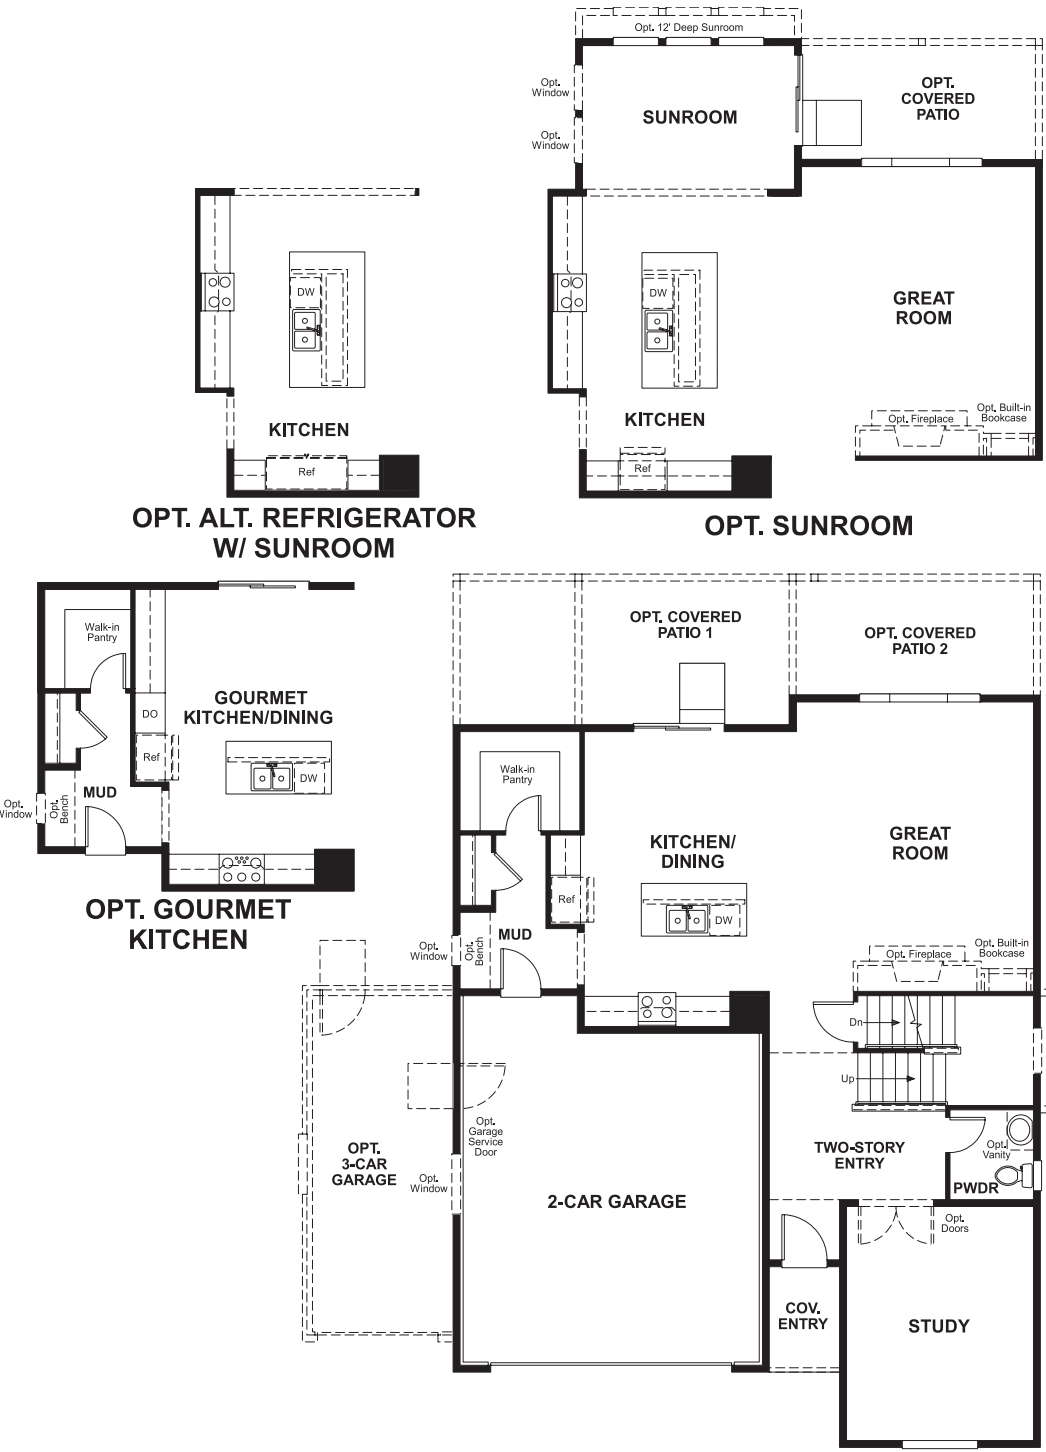 Opt. 12' Deep Sunroom
Opt.
Window
Opt.
Window
SUNROOM
OPT.
COVERED
PATIO
DW
KITCHEN
Ref
OPT. ALT. REFRIGERATOR
W/ SUNROOM
DW
GREAT
ROOM
KITCHEN
Opt. Fireplace
Opt. Built-in
Bookcase
Ref
OPT. SUNROOM
Walk-in
Pantry
GOURMET
KITCHEN/DINING
DO
Ref
DW
MUD
Opt.
Bench
Opt.
Window
OPT. GOURMET
KITCHEN
OPT. COVERED
PATIO 1
OPT. COVERED
PATIO 2
Walk-in
Pantry
KITCHEN/
DINING
GREAT
ROOM
Ref
DW
MUD
Opt.
Bench
Opt.
Window
Opt. Fireplace
Opt. Built-in
Bookcase
Dn
Up
Opt.
Garage
Service
Door
OPT.
3-CAR
GARAGE
Opt.
Window
2-CAR GARAGE
TWO-STORY
ENTRY
Opt.
Vanity
PWDR
Opt.
Doors
COV.
ENTRY
STUDY